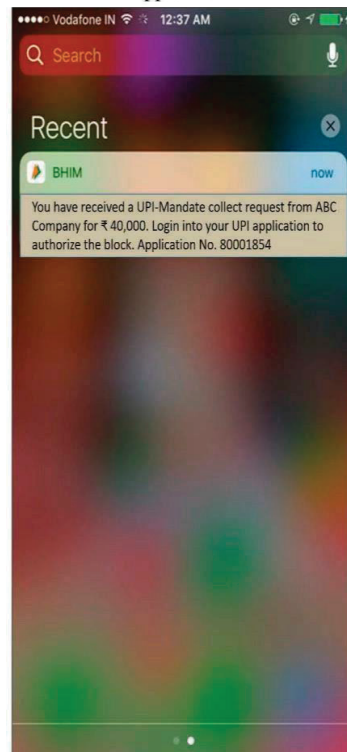 Vodafone IN 12:37 AM
Search
Recent
BHIM now
You have received a UPI-Mandate collect request from ABC
Company for ₹ 40,000. Login into your UPI application to
authorize the block. Application No. 80001854